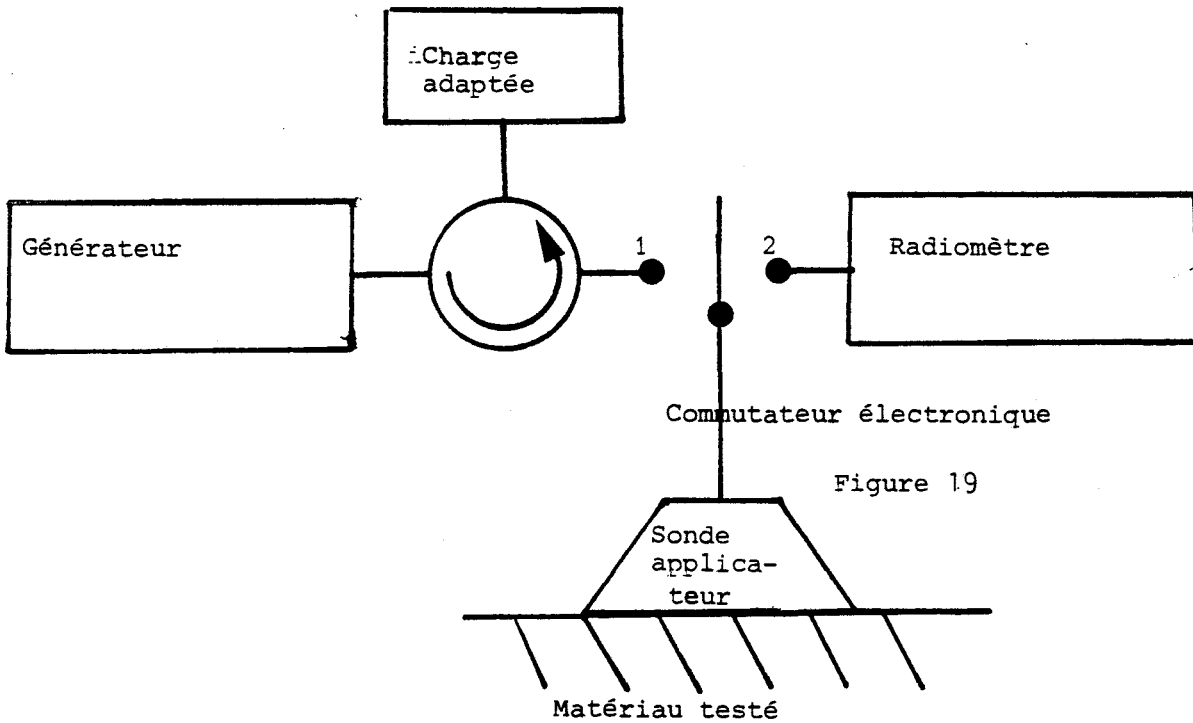 Charge
adaptée
Générateur
1
2
Radiomètre
Commutateur électronique
Figure 19
Sonde
applica-
teur
Matériau testé